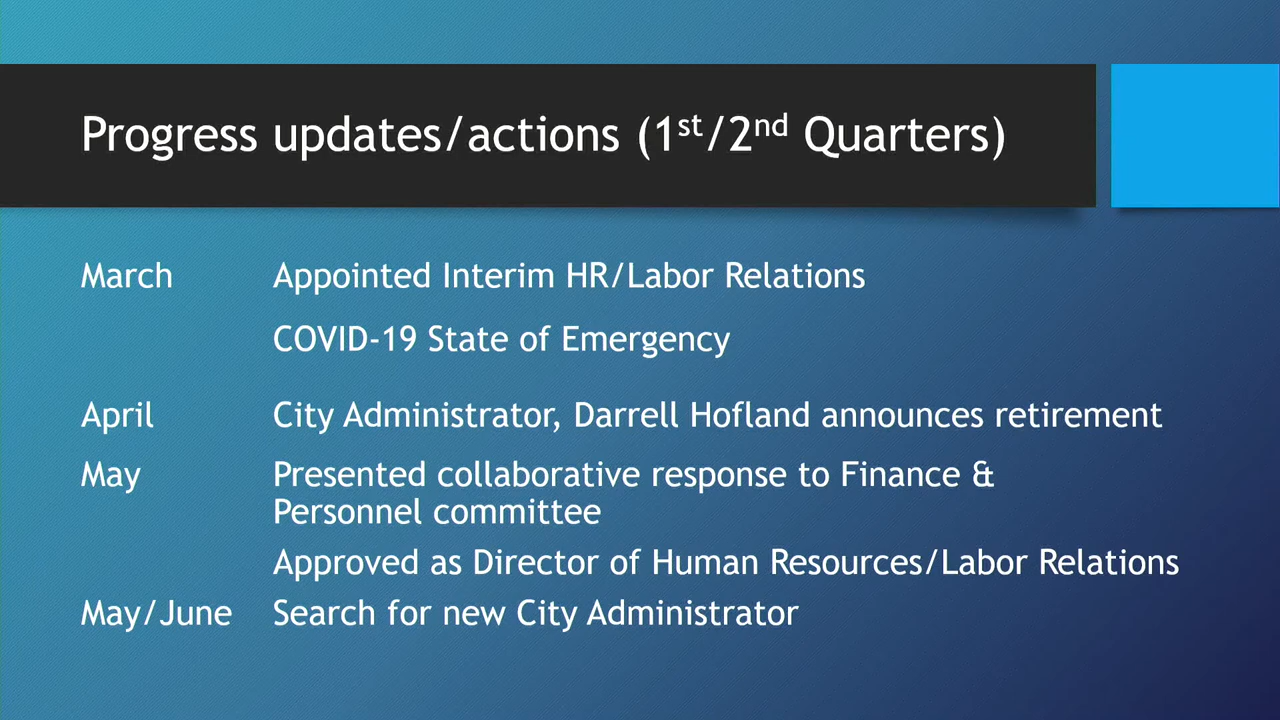 Progress updates/actions (1st/2nd Quarters)
March Appointed Interim HR/Labor Relations
COVID-19 State of Emergency
April City Administrator, Darrell Hofland announces retirement
May Presented collaborative response to Finance &
Personnel committee
Approved as Director of Human Resources/Labor Relations
May/June Search for new City Administrator